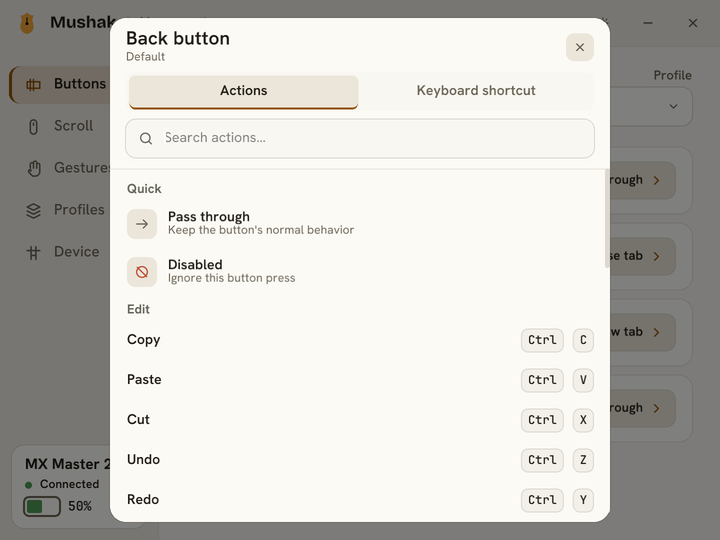 Mushak
Back button
Default
Actions
Keyboard shortcut
Search actions...
Quick
Pass through
Keep the button's normal behavior
Disabled
Ignore this button press
Edit
Copy
Ctrl C
Paste
Ctrl V
Cut
Ctrl X
Undo
Ctrl Z
Redo
Ctrl Y
Buttons
Scroll
Gestures
Profiles
Device
MX Master 2
Connected
50%
Profile
rough
se tab
w tab
rough